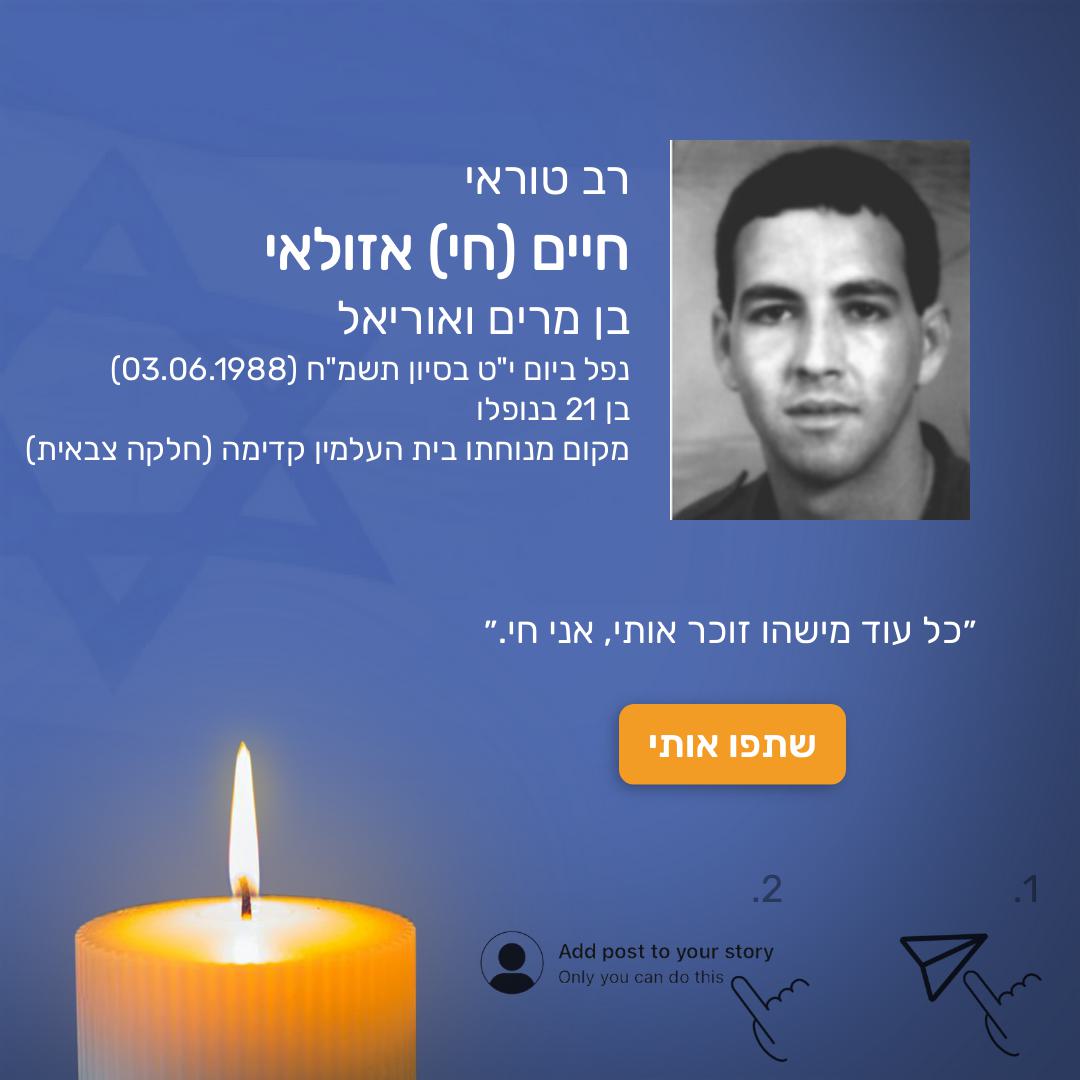 רב טוראי
חיים (חי) אזולאי
בן מרים ואוריאל
נפל ביום י"ט בסיון תשמ"ח (03.06.1988)
בן 21 בנופלו
מקום מנוחתו בית העלמין קדימה (חלקה צבאית)
״כל עוד מישהו זוכר אותי, אני חי.״
שתפו אותי
.1
.2
Add post to your story
Only you can do this